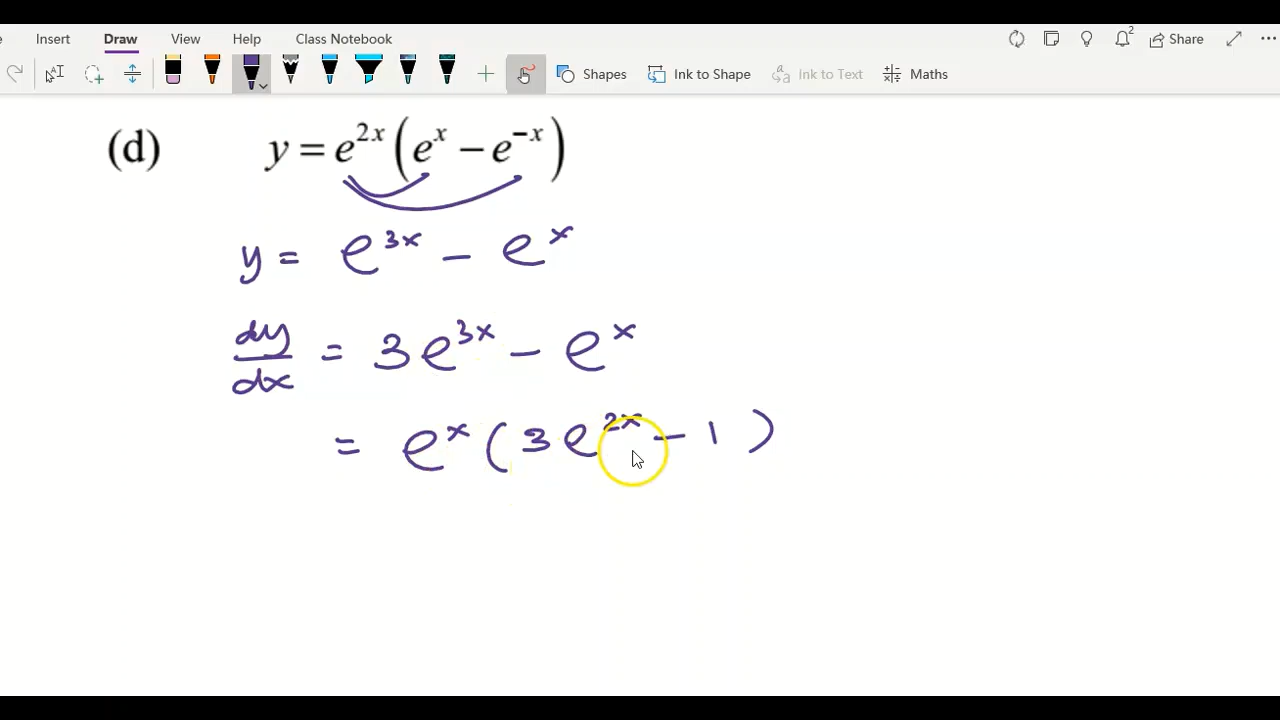 Insert Draw View Help Class Notebook 2 Share
Shapes Ink to Shape Ink to Text Maths
(d) y = e^{2x}(e^x − e^{−x})
y = e^{3x} − e^x
dy/dx = 3e^{3x} − e^x
= e^x (3e^{2x} − 1)